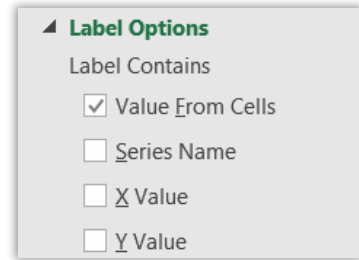 Label Options
Label Contains
Value From Cells
Series Name
X Value
Y Value